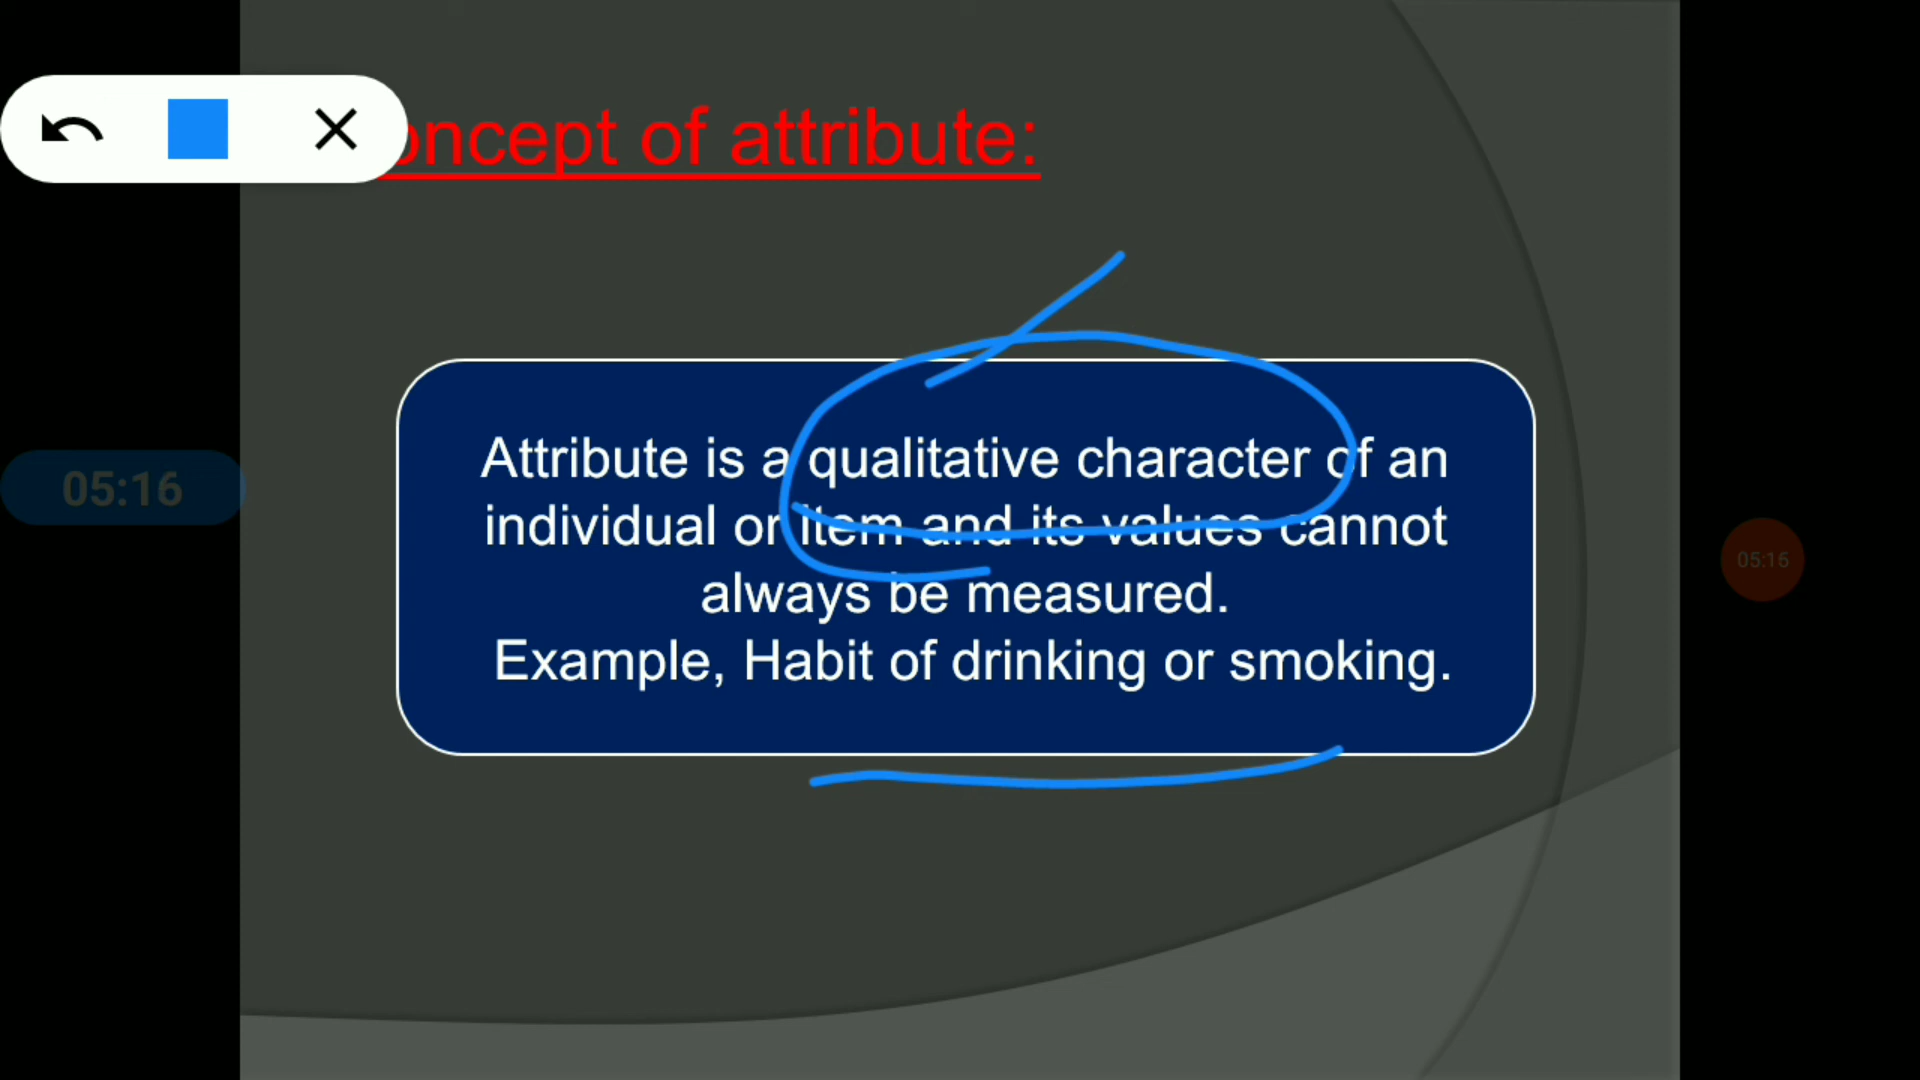 oncept of attribute:
Attribute is a qualitative character of an
individual or item and its values cannot
always be measured.
Example, Habit of drinking or smoking.
05:16
05:16